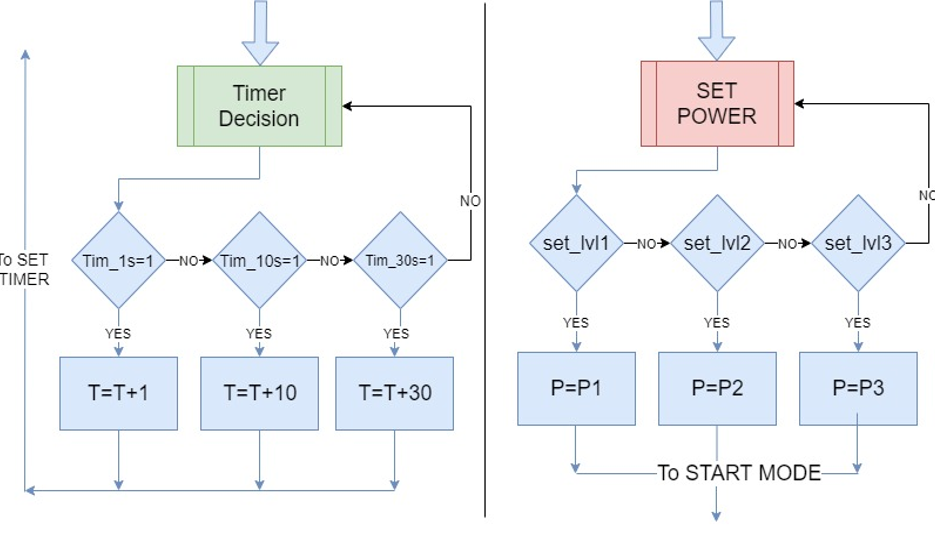 Timer
Decision
NO
Tim_1s=1
NO
Tim_10s=1
NO
Tim_30s=1
To SET
TIMER
YES
YES
YES
T=T+1
T=T+10
T=T+30
SET
POWER
NO
set_lvl1
NO
set_lvl2
NO
set_lvl3
YES
YES
YES
P=P1
P=P2
P=P3
To START MODE